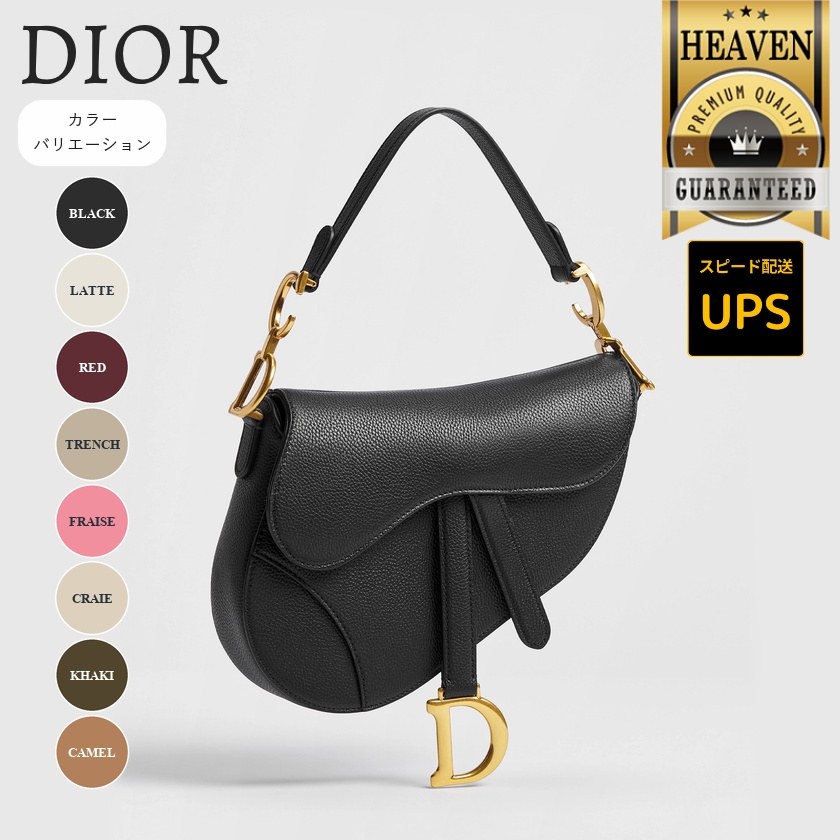 DIOR
カラー
バリエーション
BLACK
LATTE
RED
TRENCH
FRAISE
CRAIE
KHAKI
CAMEL
HEAVEN
PREMIUM QUALITY
GUARANTEED
スピード配送
UPS
D